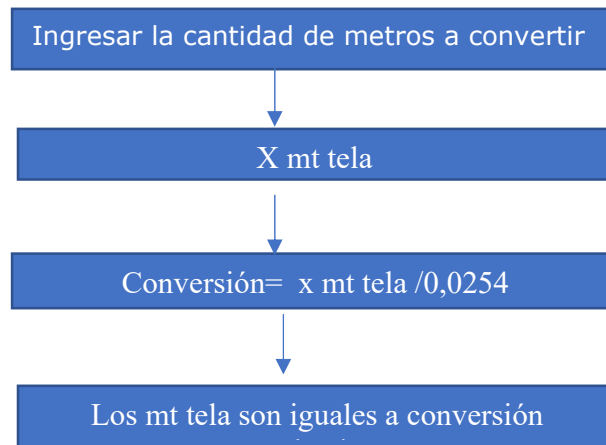 Ingresar la cantidad de metros a convertir
X mt tela
Conversión=  x mt tela /0,0254
Los mt tela son iguales a conversión